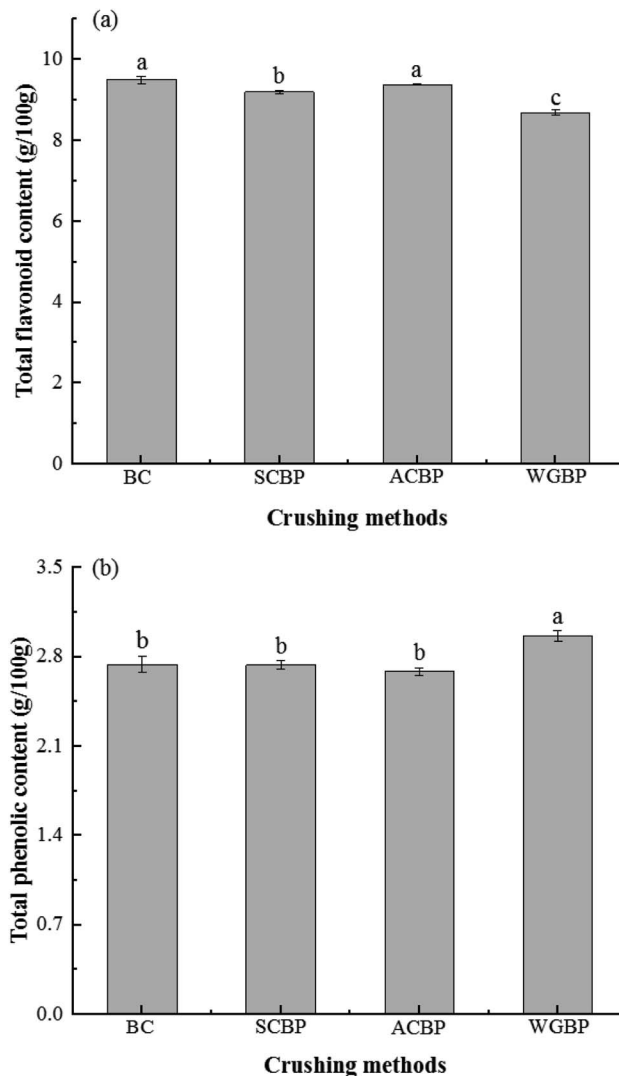 (a)
Total flavonoid content (g/100g)
10
8
6
4
2
0
a
b
a
c
BC SCBP ACBP WGBP
Crushing methods
(b)
Total phenolic content (g/100g)
3.5
2.8
2.1
1.4
0.7
0.0
b
b
b
a
BC SCBP ACBP WGBP
Crushing methods